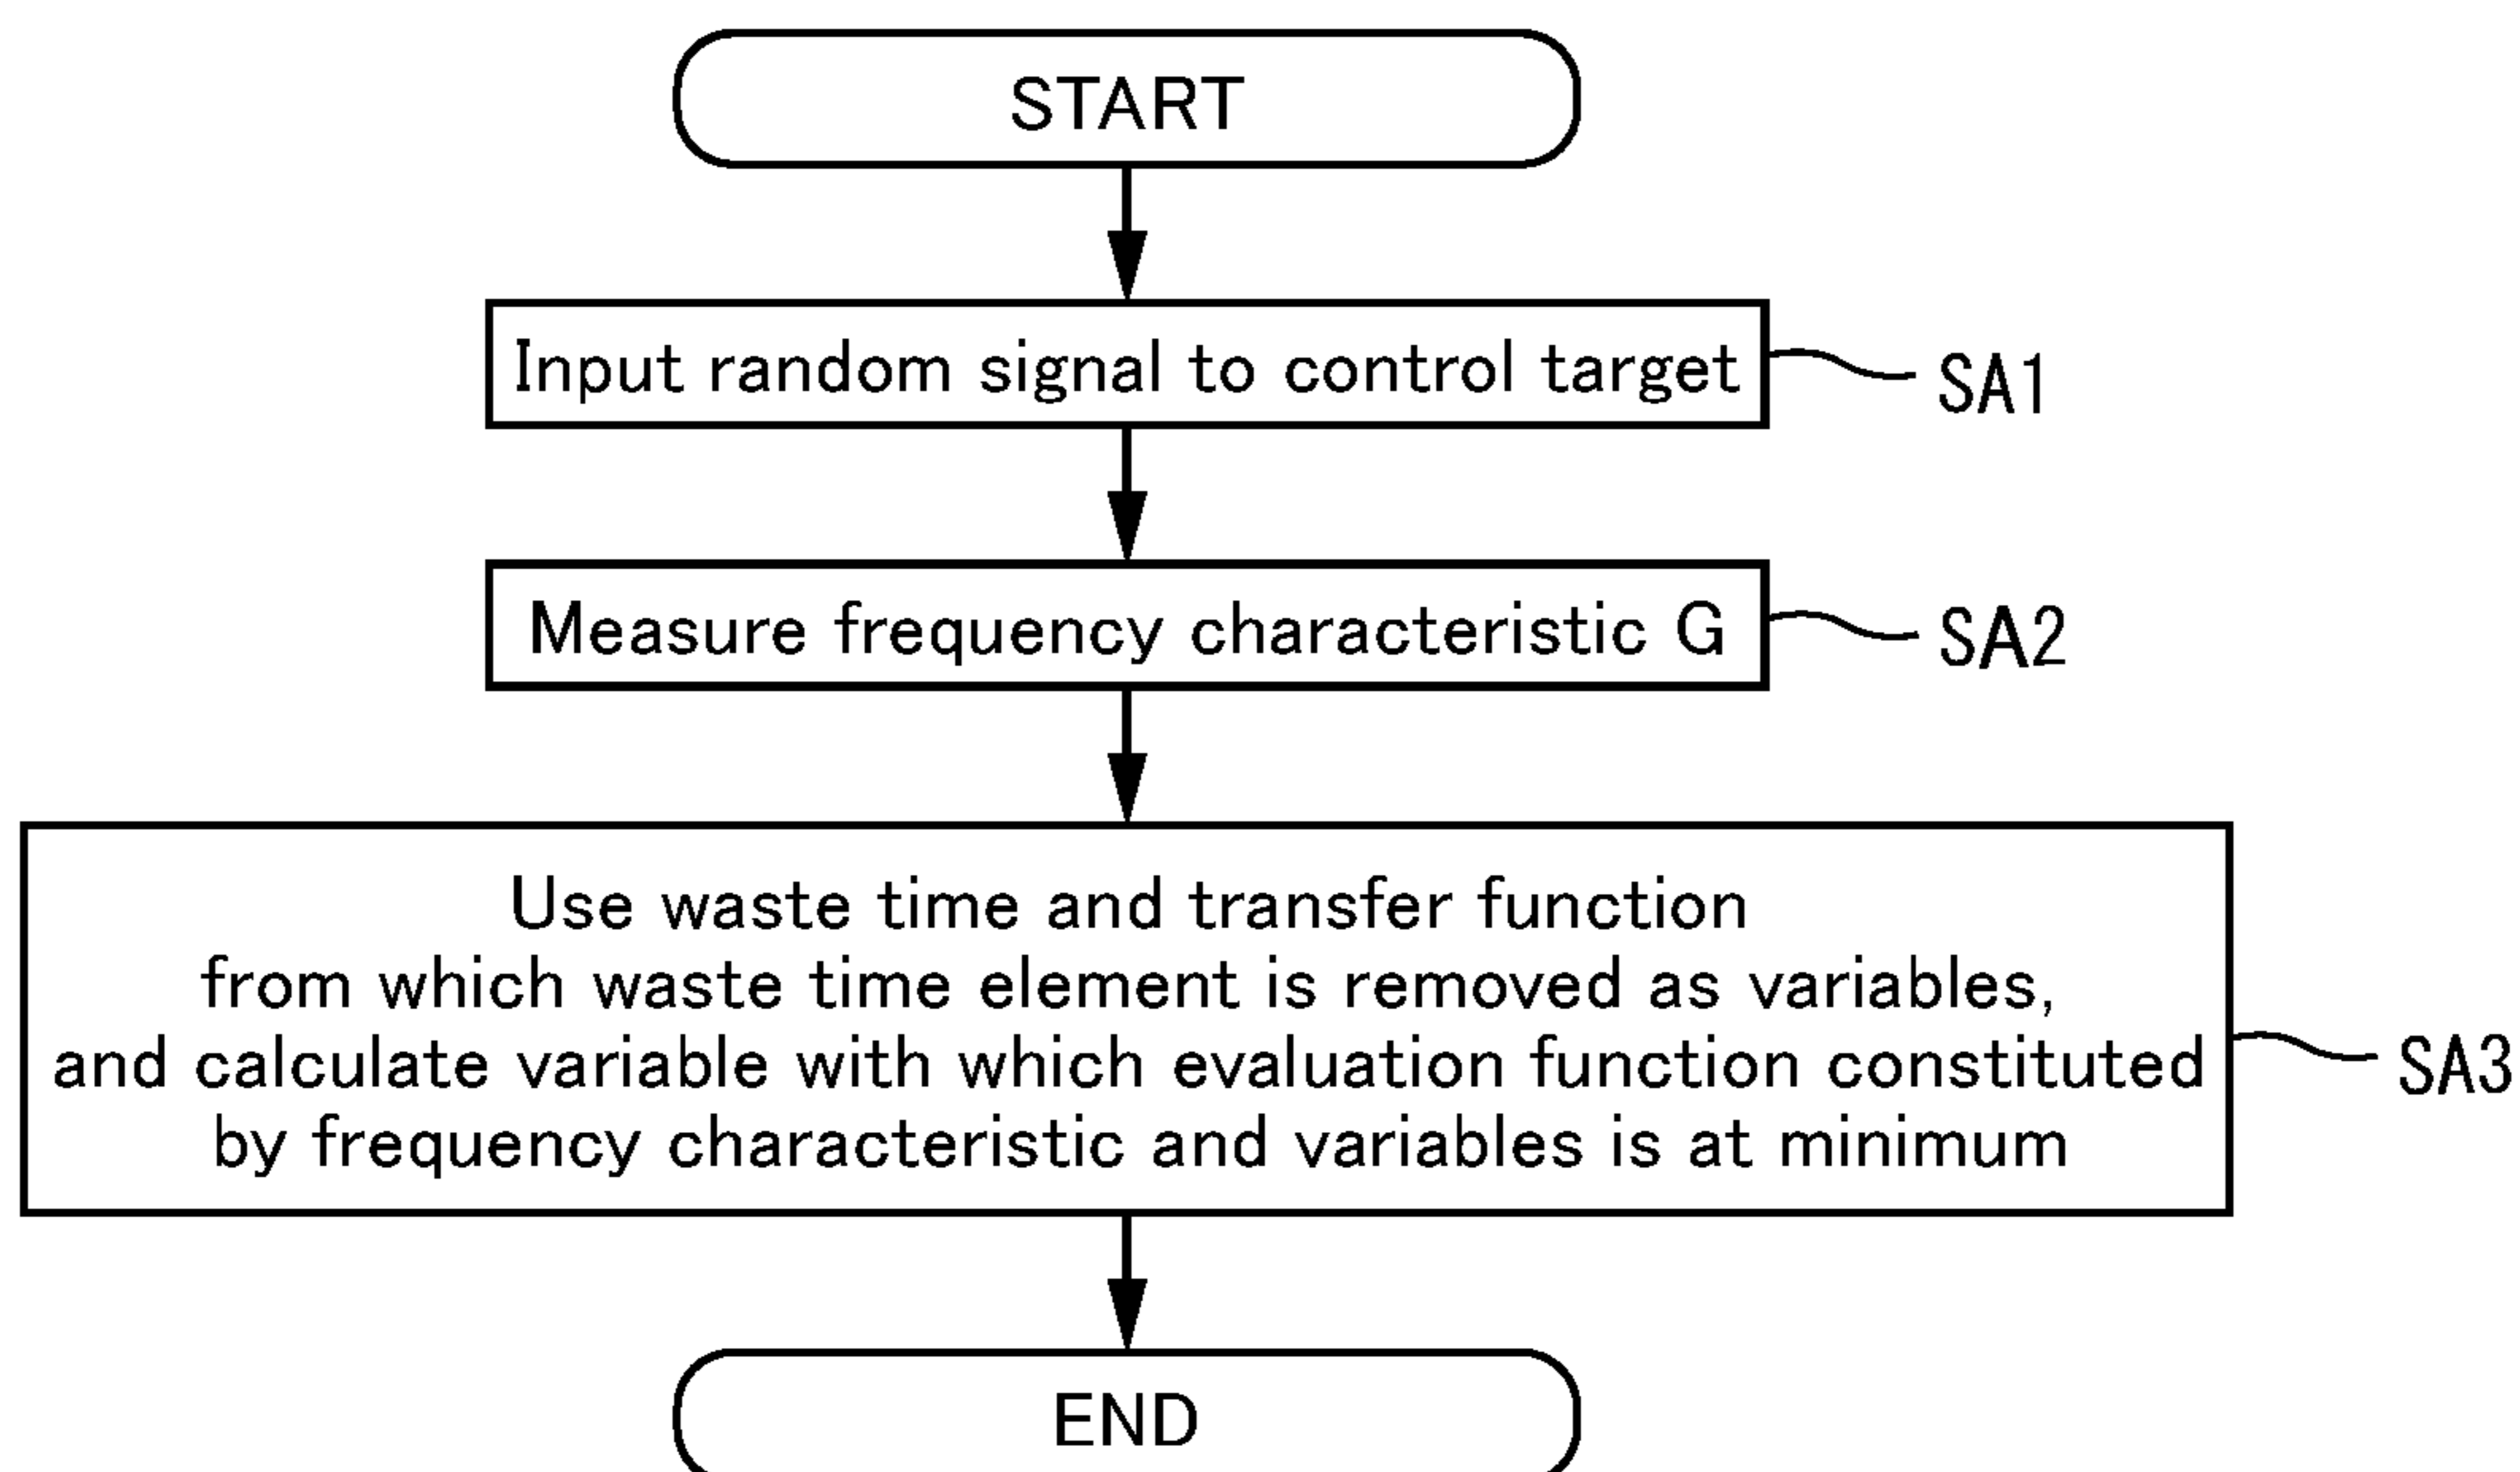 START
Input random signal to control target
SA1
Measure frequency characteristic G
SA2
Use waste time and transfer function
from which waste time element is removed as variables,
and calculate variable with which evaluation function constituted
by frequency characteristic and variables is at minimum
SA3
END